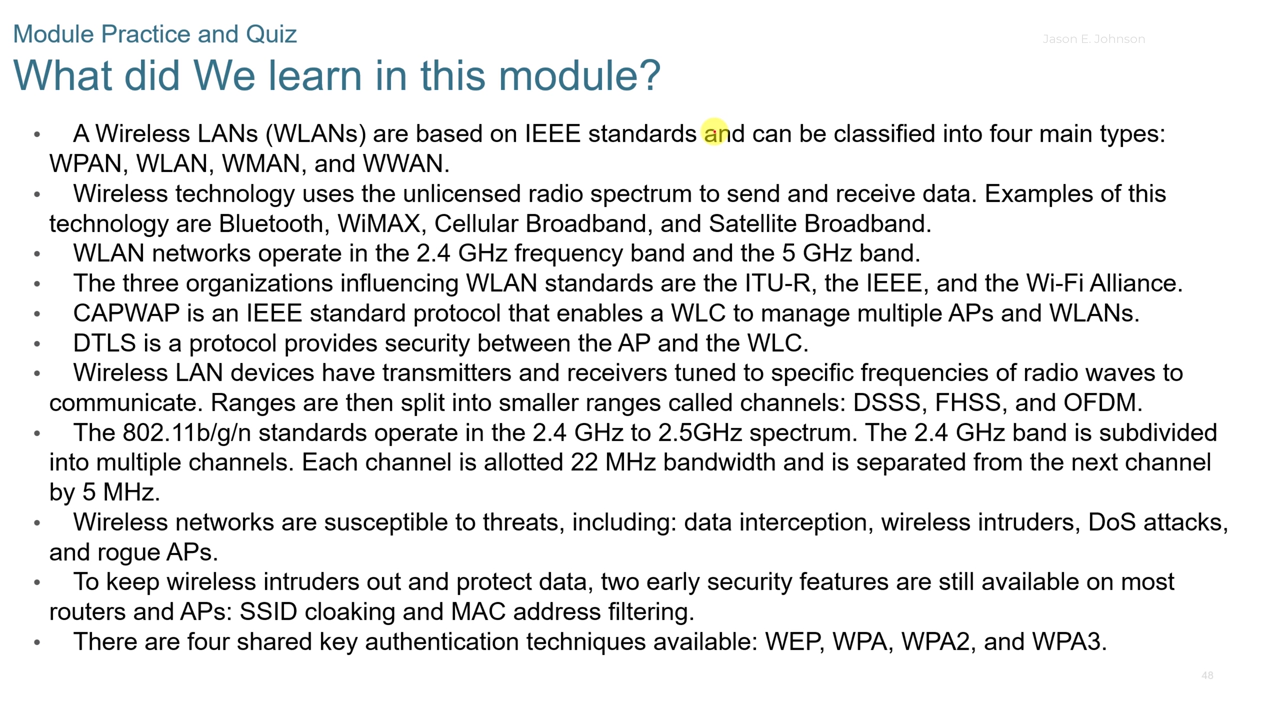 Module Practice and Quiz
Jason E. Johnson
What did We learn in this module?
• A Wireless LANs (WLANs) are based on IEEE standards and can be classified into four main types:
WPAN, WLAN, WMAN, and WWAN.
• Wireless technology uses the unlicensed radio spectrum to send and receive data. Examples of this
technology are Bluetooth, WiMAX, Cellular Broadband, and Satellite Broadband.
• WLAN networks operate in the 2.4 GHz frequency band and the 5 GHz band.
• The three organizations influencing WLAN standards are the ITU-R, the IEEE, and the Wi-Fi Alliance.
• CAPWAP is an IEEE standard protocol that enables a WLC to manage multiple APs and WLANs.
• DTLS is a protocol provides security between the AP and the WLC.
• Wireless LAN devices have transmitters and receivers tuned to specific frequencies of radio waves to
communicate. Ranges are then split into smaller ranges called channels: DSSS, FHSS, and OFDM.
• The 802.11b/g/n standards operate in the 2.4 GHz to 2.5GHz spectrum. The 2.4 GHz band is subdivided
into multiple channels. Each channel is allotted 22 MHz bandwidth and is separated from the next channel
by 5 MHz.
• Wireless networks are susceptible to threats, including: data interception, wireless intruders, DoS attacks,
and rogue APs.
• To keep wireless intruders out and protect data, two early security features are still available on most
routers and APs: SSID cloaking and MAC address filtering.
• There are four shared key authentication techniques available: WEP, WPA, WPA2, and WPA3.
48